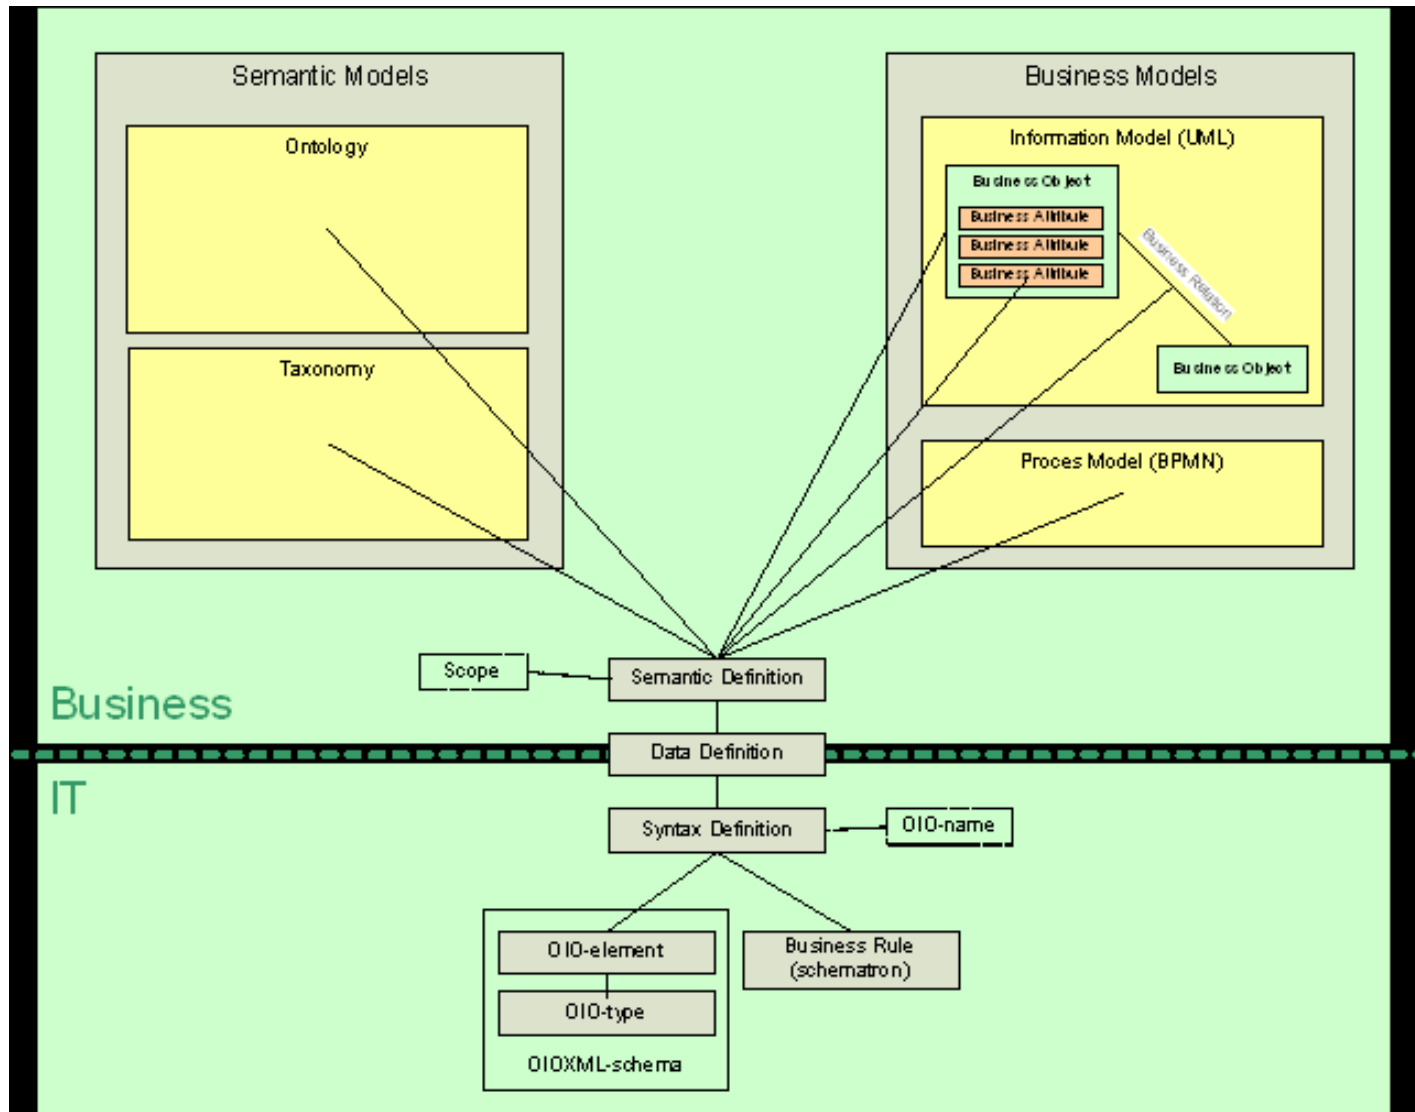 Semantic Models
Ontology
Taxonomy
Business Models
Information Model (UML)
Business Object
Business Attribute
Business Attribute
Business Attribute
Business Relation
Business Object
Proces Model (BPMN)
Scope
Semantic Definition
Business
Data Definition
IT
Syntax Definition
OIO-name
OIO-element
OIO-type
OIOXML-schema
Business Rule
(schematron)